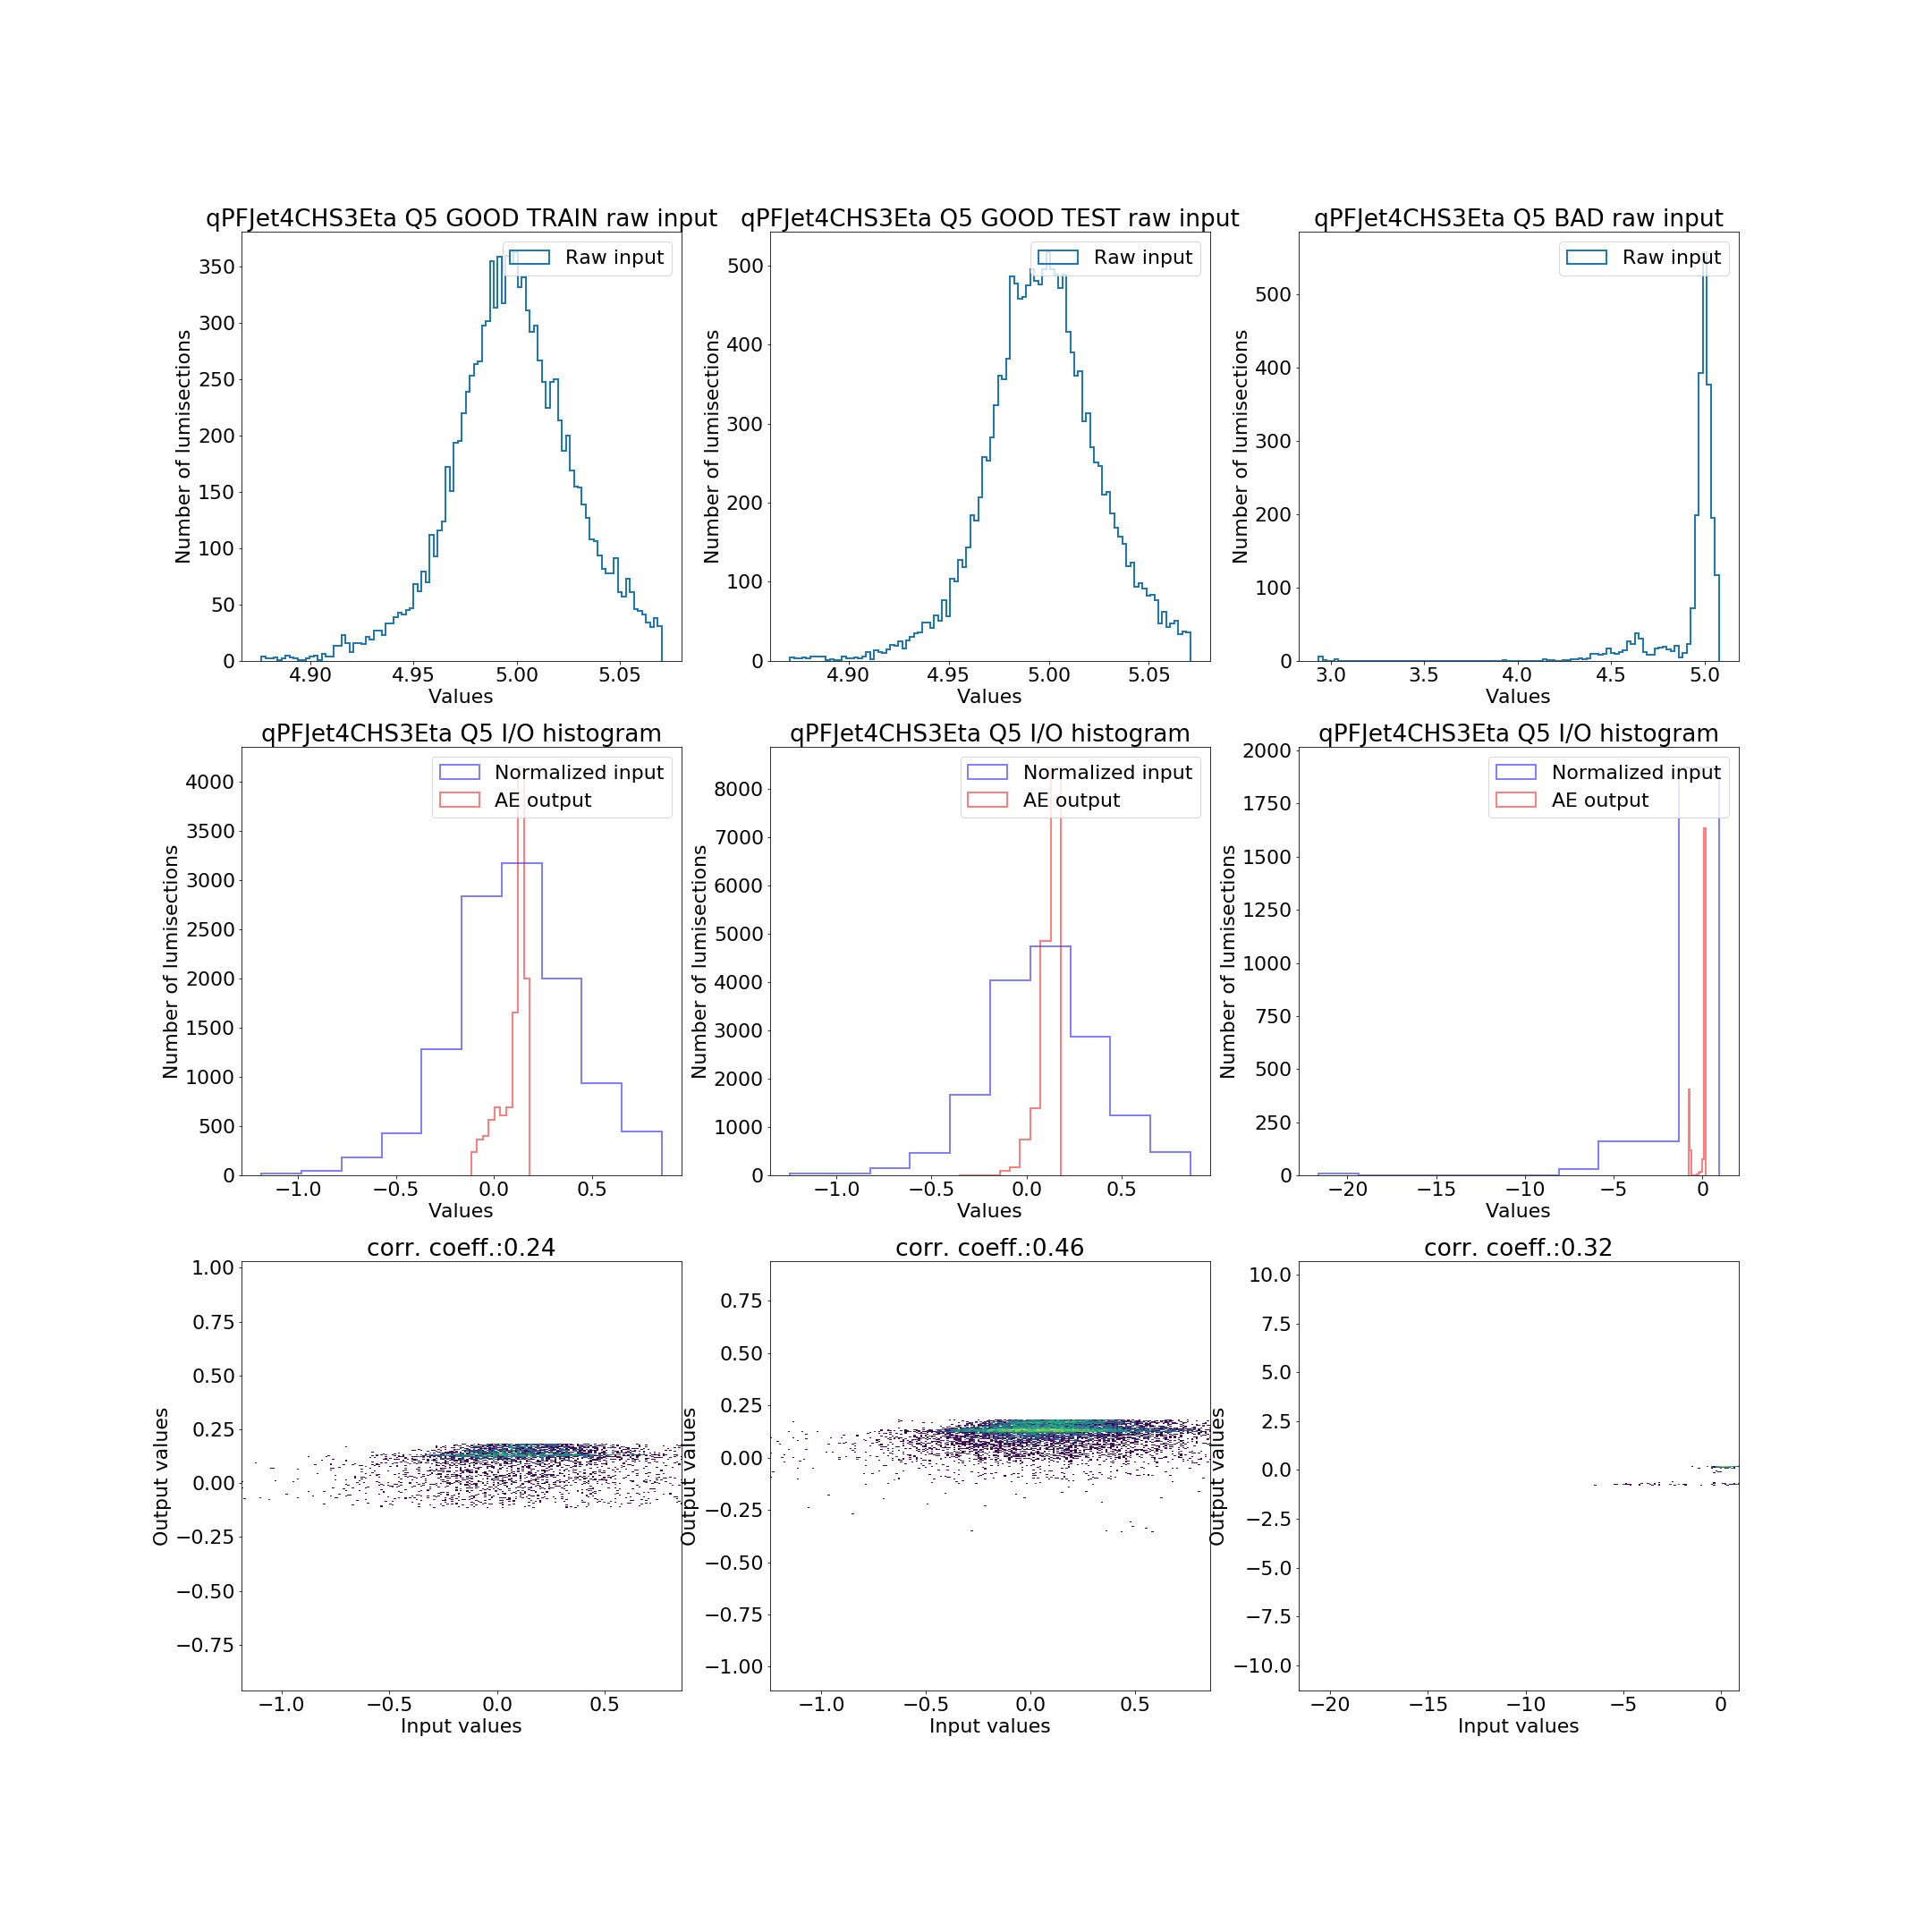 qPFJet4CHS3Eta Q5 GOOD TRAIN raw input
Raw input
350
300
250
200
150
100
50
0
Number of lumisections
4.90 4.95 5.00 5.05
Values
qPFJet4CHS3Eta Q5 GOOD TEST raw input
Raw input
500
400
300
200
100
0
Number of lumisections
4.90 4.95 5.00 5.05
Values
qPFJet4CHS3Eta Q5 BAD raw input
Raw input
500
400
300
200
100
0
Number of lumisections
3.0 3.5 4.0 4.5 5.0
Values
qPFJet4CHS3Eta Q5 I/O histogram
Normalized input
AE output
4000
3500
3000
2500
2000
1500
1000
500
0
Number of lumisections
−1.0 −0.5 0.0 0.5
Values
qPFJet4CHS3Eta Q5 I/O histogram
Normalized input
AE output
8000
7000
6000
5000
4000
3000
2000
1000
0
Number of lumisections
−1.0 −0.5 0.0 0.5
Values
qPFJet4CHS3Eta Q5 I/O histogram
Normalized input
AE output
2000
1750
1500
1250
1000
750
500
250
0
Number of lumisections
−20 −15 −10 −5 0
Values
corr. coeff.:0.24
1.00
0.75
0.50
0.25
0.00
−0.25
−0.50
−0.75
Output values
−1.0 −0.5 0.0 0.5
Input values
corr. coeff.:0.46
0.75
0.50
0.25
0.00
−0.25
−0.50
−0.75
−1.00
Output values
−1.0 −0.5 0.0 0.5
Input values
corr. coeff.:0.32
10.0
7.5
5.0
2.5
0.0
−2.5
−5.0
−7.5
−10.0
Output values
−20 −15 −10 −5 0
Input values